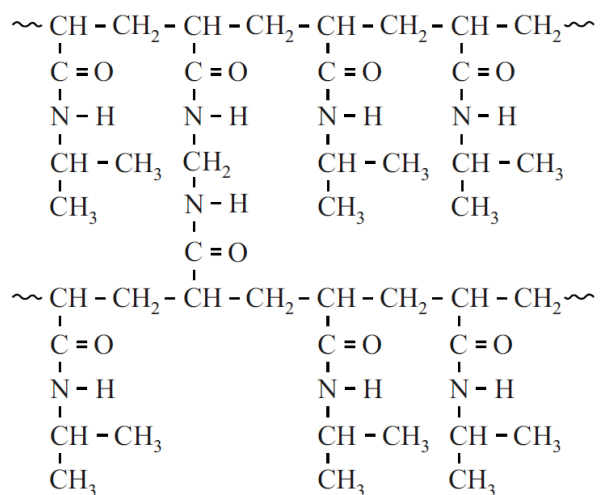 ~CH-CH₂-CH-CH₂-CH-CH₂-CH-CH₂~
C=O C=O C=O C=O
N-H N-H N-H N-H
CH-CH₃ CH₂ CH-CH₃ CH-CH₃
CH₃ N-H CH₃ CH₃
C=O
~CH-CH₂-CH-CH₂-CH-CH₂-CH-CH₂~
C=O C=O C=O
N-H N-H N-H
CH-CH₃ CH-CH₃ CH-CH₃
CH₃ CH₃ CH₃